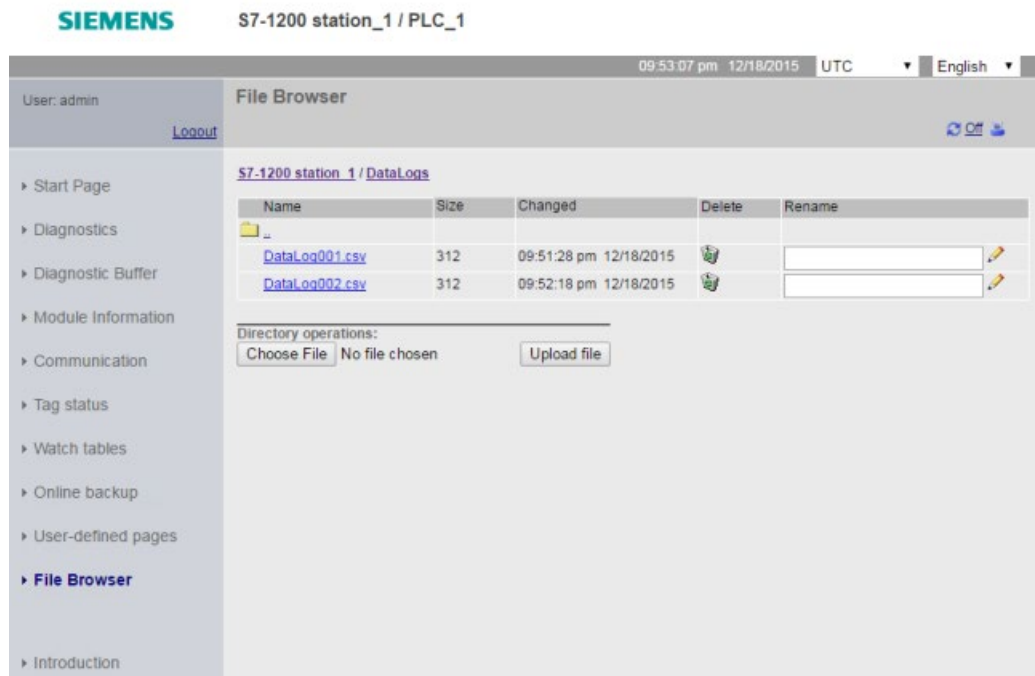 SIEMENS S7-1200 station_1 / PLC_1
09:53:07 pm 12/18/2015 UTC English
User: admin File Browser
Logout Off
S7-1200 station_1 / DataLogs
Name Size Changed Delete Rename
..
DataLog001.csv 312 09:51:28 pm 12/18/2015
DataLog002.csv 312 09:52:18 pm 12/18/2015
Directory operations:
Choose File No file chosen Upload file
Start Page
Diagnostics
Diagnostic Buffer
Module Information
Communication
Tag status
Watch tables
Online backup
User-defined pages
File Browser
Introduction